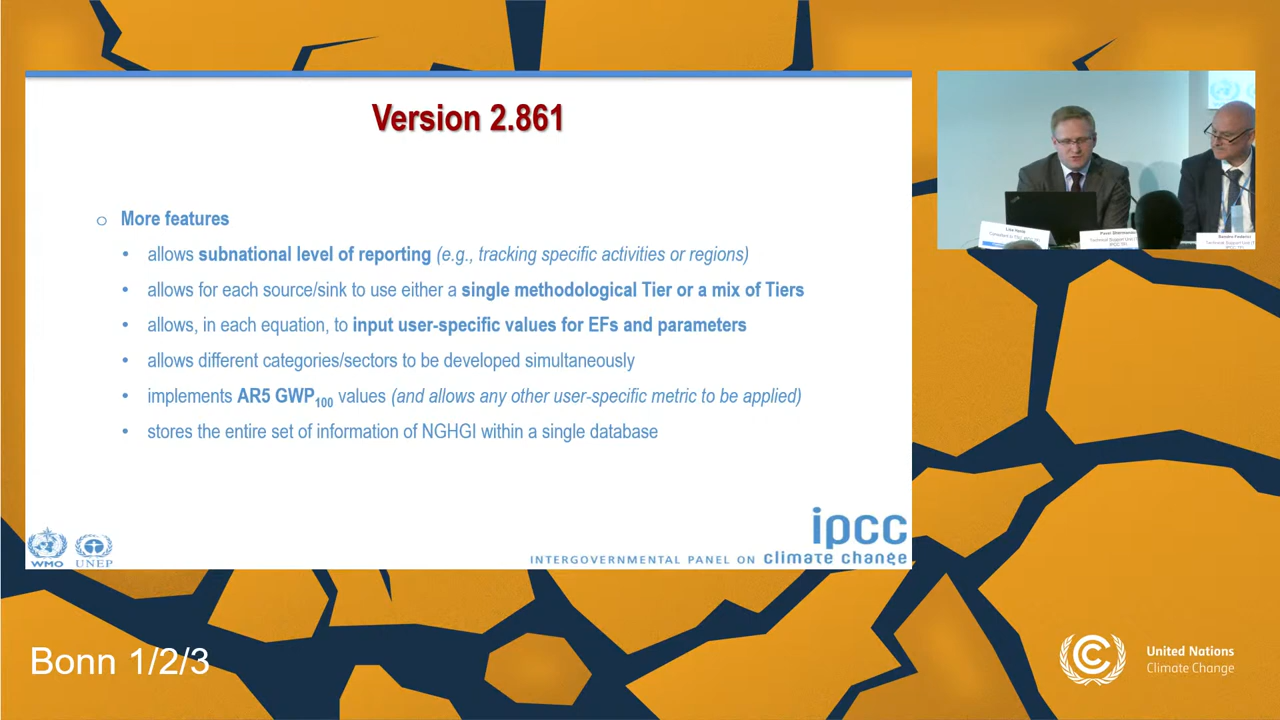 Version 2.861
More features
• allows subnational level of reporting (e.g., tracking specific activities or regions)
• allows for each source/sink to use either a single methodological Tier or a mix of Tiers
• allows, in each equation, to input user-specific values for EFs and parameters
• allows different categories/sectors to be developed simultaneously
• implements AR5 GWP100 values (and allows any other user-specific metric to be applied)
• stores the entire set of information of NGHGI within a single database
WMO UNEP
ipcc
INTERGOVERNMENTAL PANEL ON climate change
Bonn 1/2/3
United Nations
Climate Change